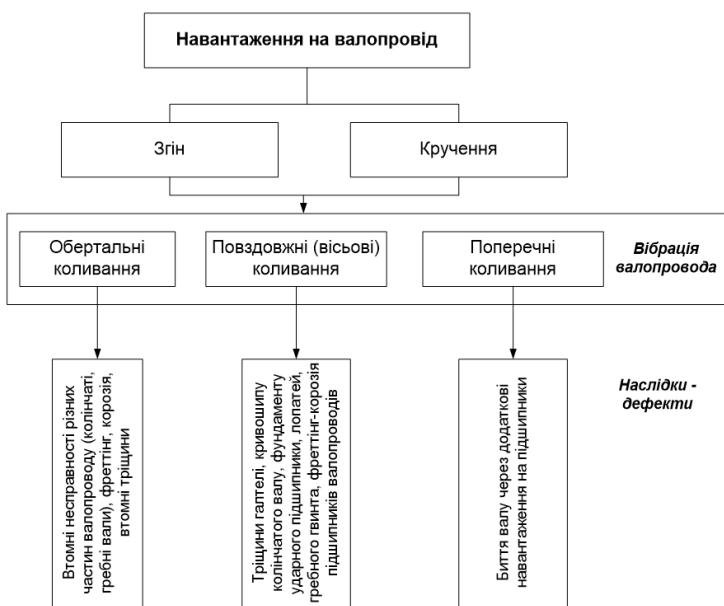 Навантаження на валопровід
Згін
Кручення
Обертальні
коливання
Повздовжні (вісьові)
коливання
Поперечні
коливання
Вібрація
валопровода
Втомні несправності різних
частин валопроводу (колінчаті,
гребні вали), фреттінг, корозія,
втомні тріщини
Тріщини галтелі, кривошипу
колінчатого валу, фундаменту
ударного підшипники, лопатей,
гребного гвинта, фреттінг-корозія
підшипників валопроводів
Биття валу через додаткові
навантаження на підшипники
Наслідки -
дефекти